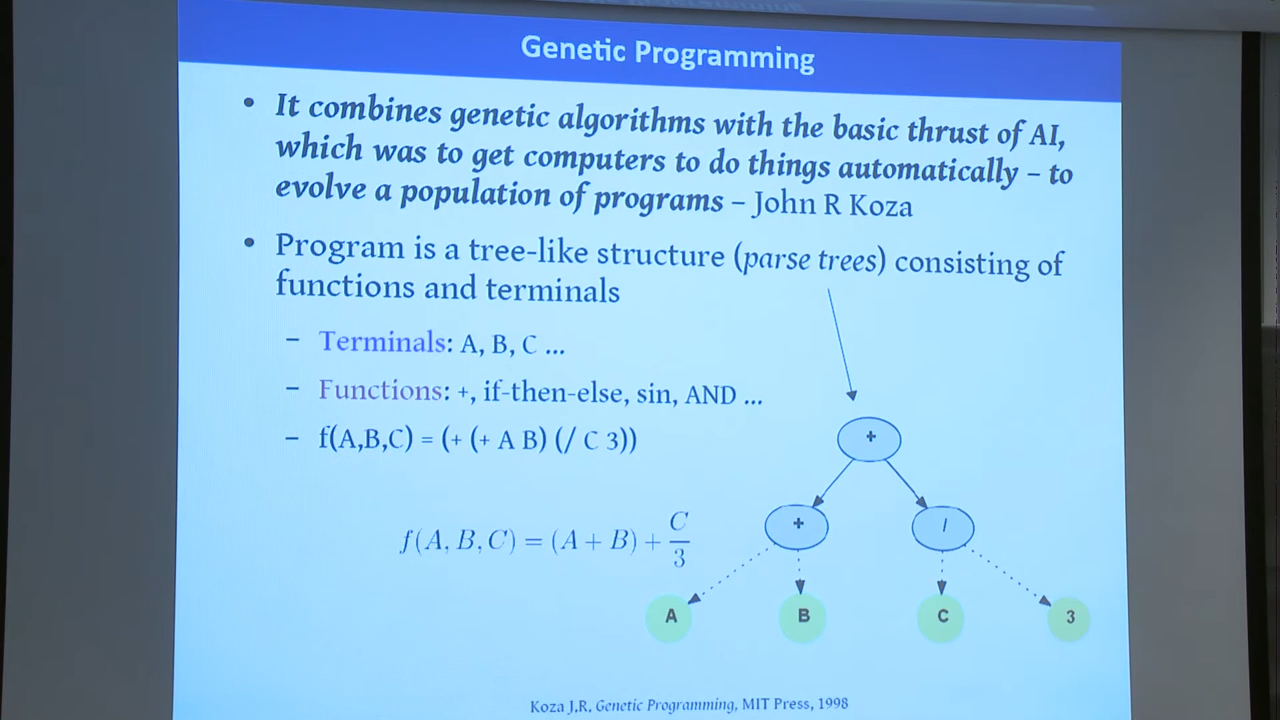 Genetic Programming
• It combines genetic algorithms with the basic thrust of AI,
which was to get computers to do things automatically – to
evolve a population of programs – John R Koza
• Program is a tree-like structure (parse trees) consisting of
functions and terminals
– Terminals: A, B, C ...
– Functions: +, if-then-else, sin, AND ...
– f(A,B,C) = (+ (+ A B) (/ C 3))
f(A, B, C) = (A + B) + C/3
+
+ /
A B C 3
Koza J.R. Genetic Programming, MIT Press, 1998